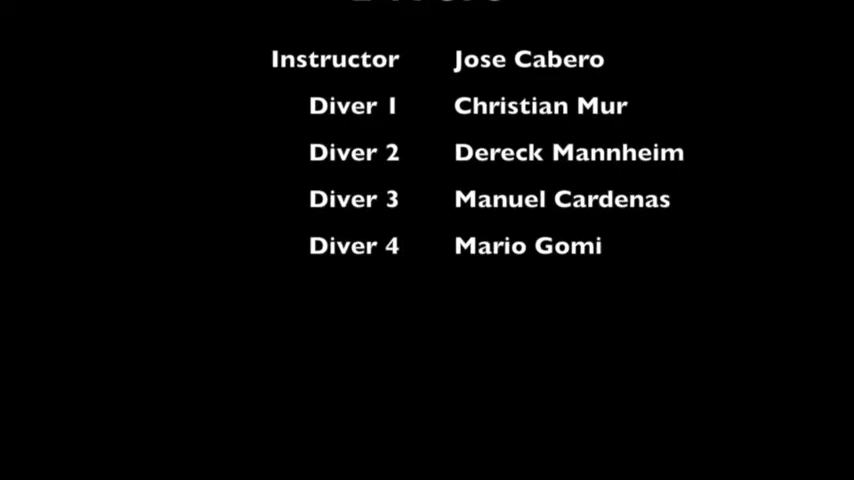 Instructor Jose Cabero
Diver 1 Christian Mur
Diver 2 Dereck Mannheim
Diver 3 Manuel Cardenas
Diver 4 Mario Gomi